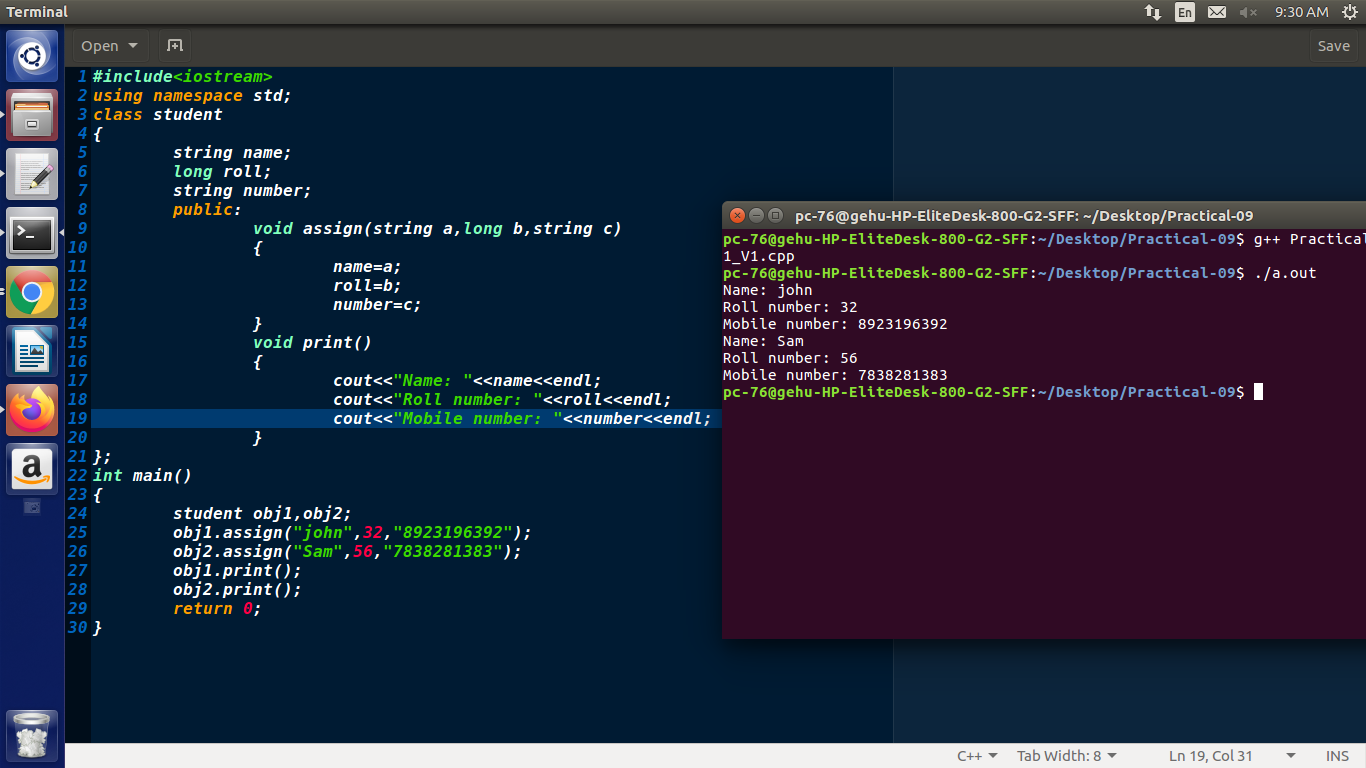 Terminal
En
9:30 AM
Open
Save
1 #include<iostream>
2 using namespace std;
3 class student
4 {
5         string name;
6         long roll;
7         string number;
8         public:
9                 void assign(string a,long b,string c)
10                 {
11                         name=a;
12                         roll=b;
13                         number=c;
14                 }
15                 void print()
16                 {
17                         cout<<"Name: "<<name<<endl;
18                         cout<<"Roll number: "<<roll<<endl;
19                         cout<<"Mobile number: "<<number<<endl;
20                 }
21 };
22 int main()
23 {
24         student obj1,obj2;
25         obj1.assign("john",32,"8923196392");
26         obj2.assign("Sam",56,"7838281383");
27         obj1.print();
28         obj2.print();
29         return 0;
30 }
pc-76@gehu-HP-EliteDesk-800-G2-SFF: ~/Desktop/Practical-09
pc-76@gehu-HP-EliteDesk-800-G2-SFF:~/Desktop/Practical-09$ g++ Practical
1_V1.cpp
pc-76@gehu-HP-EliteDesk-800-G2-SFF:~/Desktop/Practical-09$ ./a.out
Name: john
Roll number: 32
Mobile number: 8923196392
Name: Sam
Roll number: 56
Mobile number: 7838281383
pc-76@gehu-HP-EliteDesk-800-G2-SFF:~/Desktop/Practical-09$
a
C++
Tab Width: 8
Ln 19, Col 31
INS